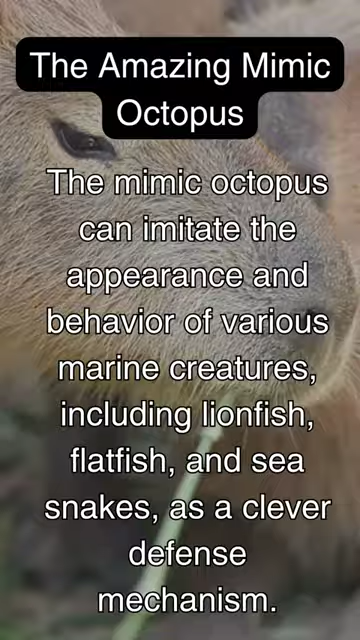 The Amazing Mimic
Octopus
The mimic octopus
can imitate the
appearance and
behavior of various
marine creatures,
including lionfish,
flatfish, and sea
snakes, as a clever
defense
mechanism.